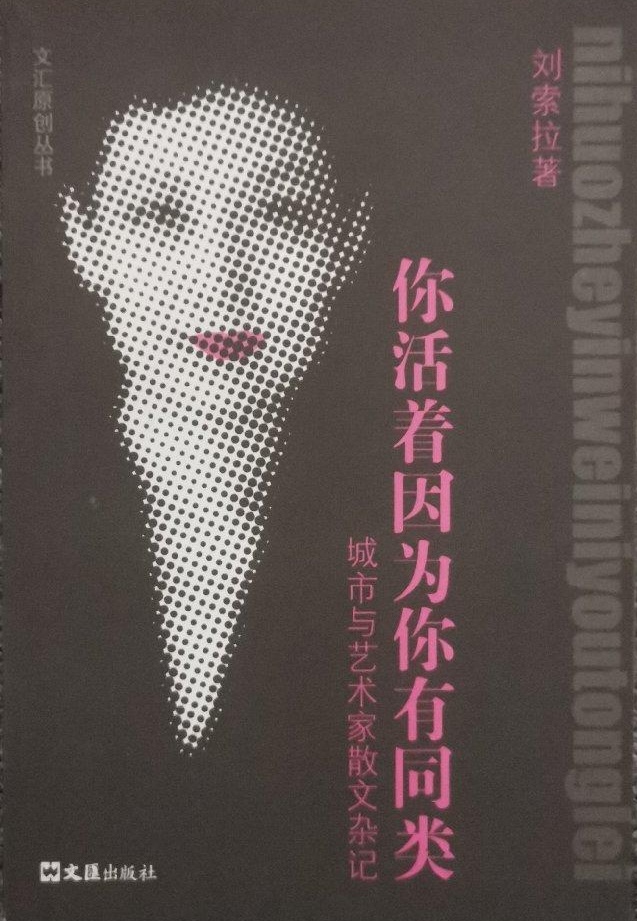 nihuozheyinweiniyoutonglei
刘索拉著
文汇原创丛书
你活着因为你有同类
城市与艺术家散文杂记
文匯出版社